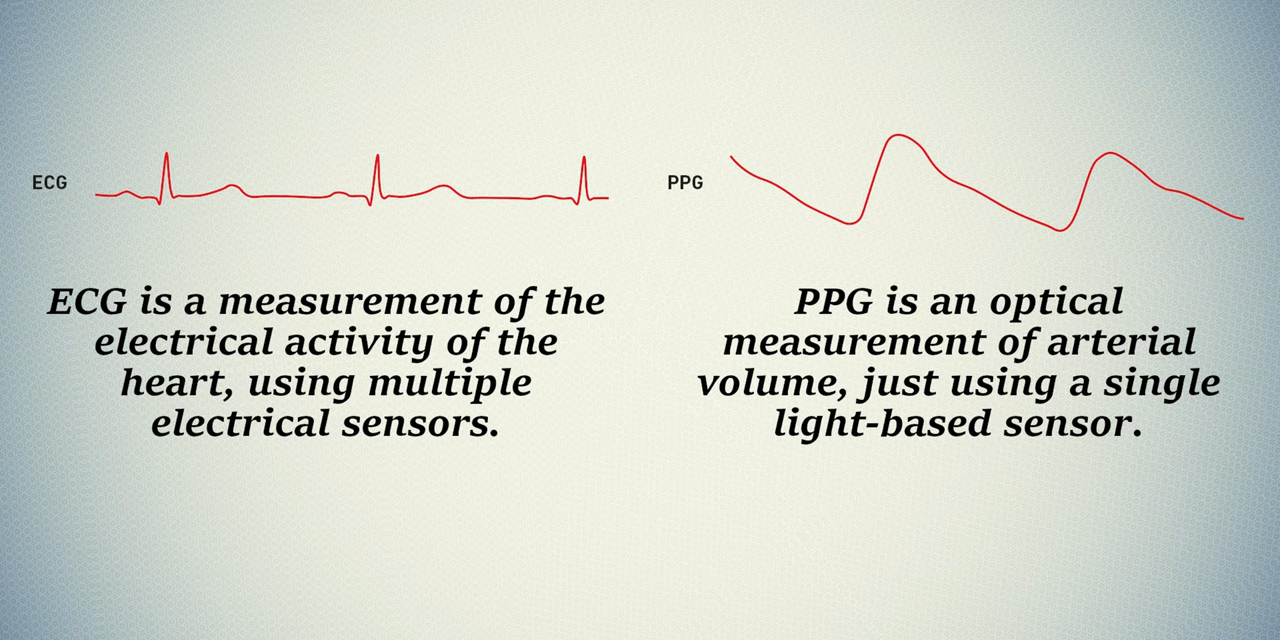 ECG
ECG is a measurement of the
electrical activity of the
heart, using multiple
electrical sensors.
PPG
PPG is an optical
measurement of arterial
volume, just using a single
light-based sensor.